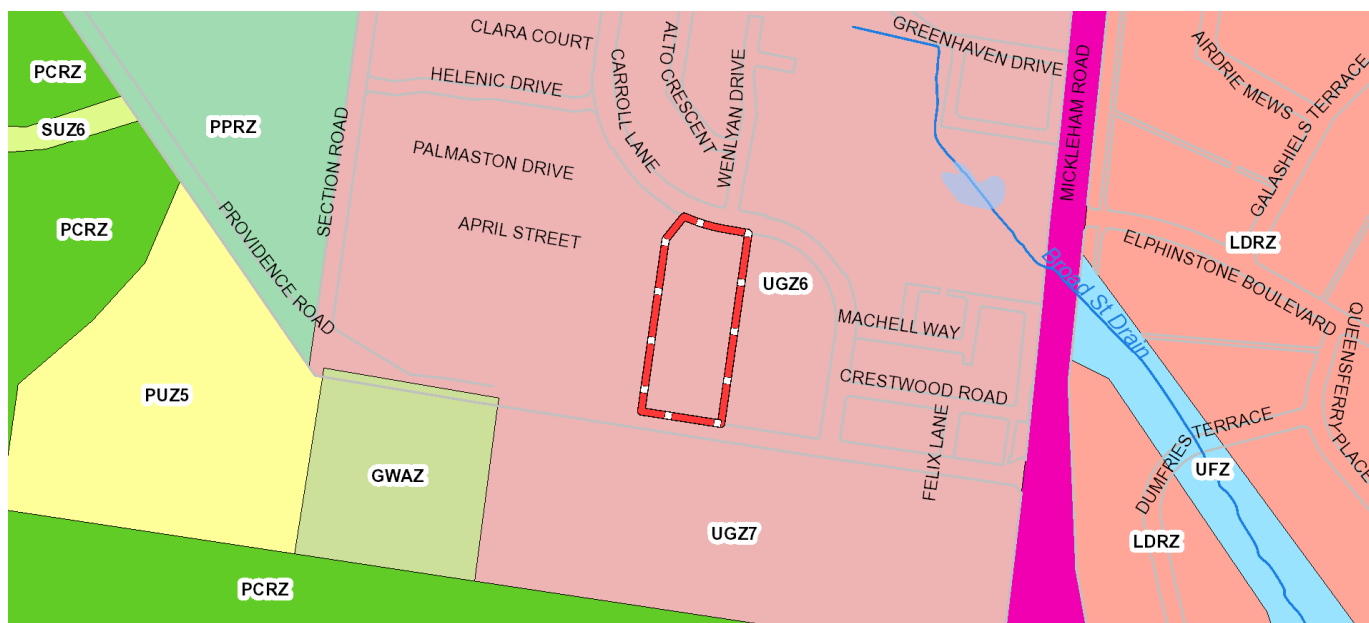 CLARA COURT
ALTO CRESCENT
GREENHAVEN DRIVE
AIRDRIE MEWS
PCRZ
HELENIC DRIVE
CARROLL LANE
WENLYAN DRIVE
MICKLEHAM ROAD
GALASHIELS TERRACE
SUZ6
PPRZ
SECTION ROAD
PALMASTON DRIVE
PCRZ
PROVIDENCE ROAD
APRIL STREET
UGZ6
Broad St Drain
ELPHINSTONE BOULEVARD
LDRZ
MACHELL WAY
QUEENSFERRY PLACE
PUZ5
CRESTWOOD ROAD
GWAZ
FELIX LANE
DUMFRIES TERRACE
UFZ
UGZ7
LDRZ
PCRZ